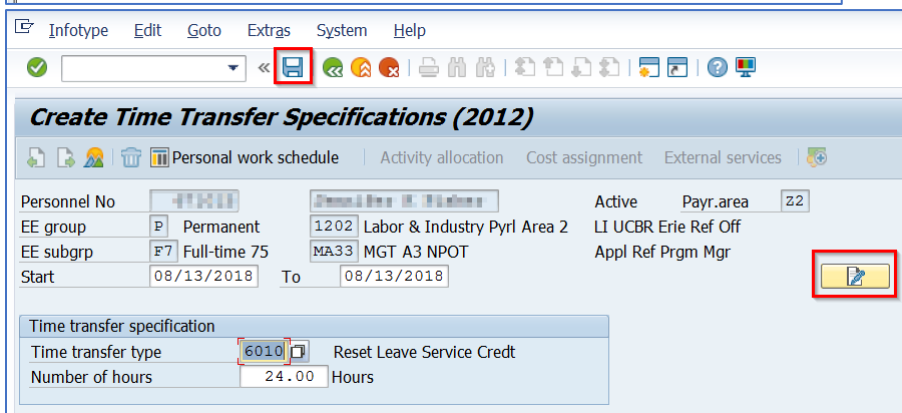 Infotype Edit Goto Extras System Help
Create Time Transfer Specifications (2012)
Personal work schedule Activity allocation Cost assignment External services
Personnel No Active Payr.area Z2
EE group P Permanent 1202 Labor & Industry Pyrl Area 2 LI UCBR Erie Ref Off
EE subgrp F7 Full-time 75 MA33 MGT A3 NPOT Appl Ref Prgm Mgr
Start 08/13/2018 To 08/13/2018
Time transfer specification
Time transfer type 6010 Reset Leave Service Credt
Number of hours 24.00 Hours